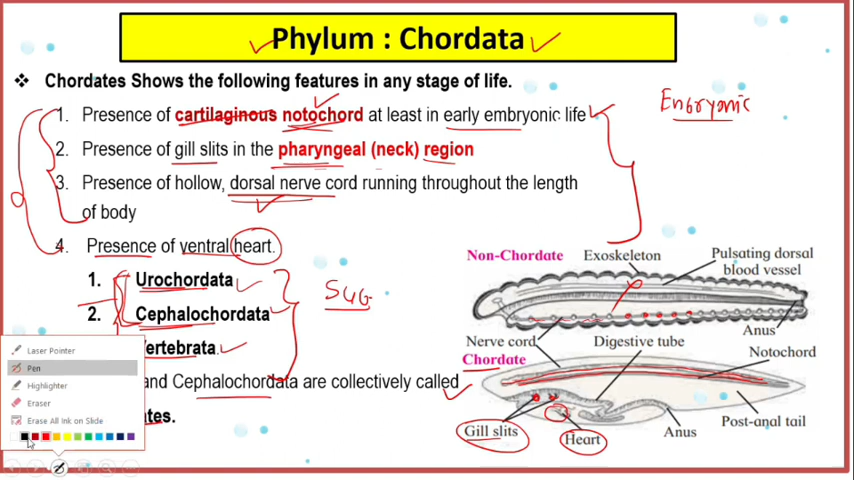 Phylum : Chordata
❖ Chordates Shows the following features in any stage of life.
1. Presence of cartilaginous notochord at least in early embryonic life
Embryonic
2. Presence of gill slits in the pharyngeal (neck) region
3. Presence of hollow, dorsal nerve cord running throughout the length
of body
4. Presence of ventral heart.
1. Urochordata
2. Cephalochordata
Vertebrata.
Sub
and Cephalochordata are collectively called
Non-Chordate
Exoskeleton
Pulsating dorsal
blood vessel
Anus
Nerve cord
Digestive tube
Notochord
Chordate
Post-anal tail
Gill slits
Heart
Anus
Laser Pointer
Pen
Highlighter
Eraser
Erase All Ink on Slide